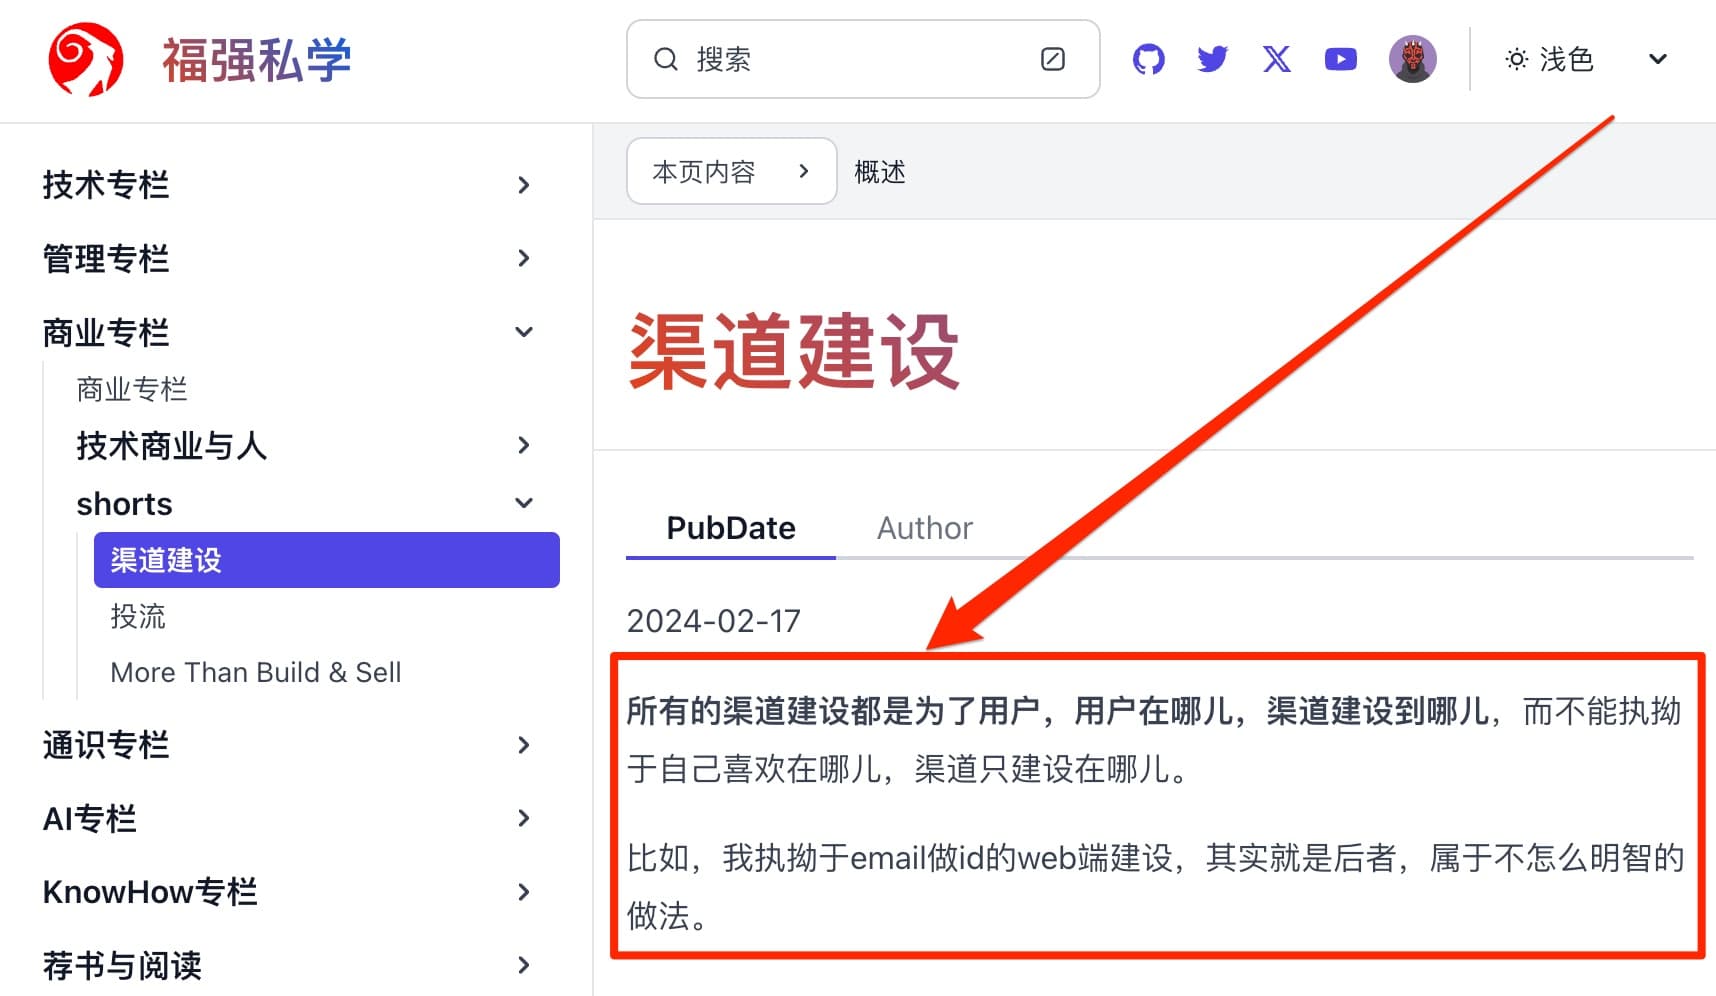 福强私学
搜索
浅色
技术专栏
管理专栏
商业专栏
商业专栏
技术商业与人
shorts
渠道建设
投流
More Than Build & Sell
通识专栏
AI专栏
KnowHow专栏
荐书与阅读
本页内容
概述
渠道建设
PubDate
Author
2024-02-17
所有的渠道建设都是为了用户，用户在哪儿，渠道建设到哪儿，而不能执拗
于自己喜欢在哪儿，渠道只建设在哪儿。
比如，我执拗于email做id的web端建设，其实就是后者，属于不怎么明智的
做法。